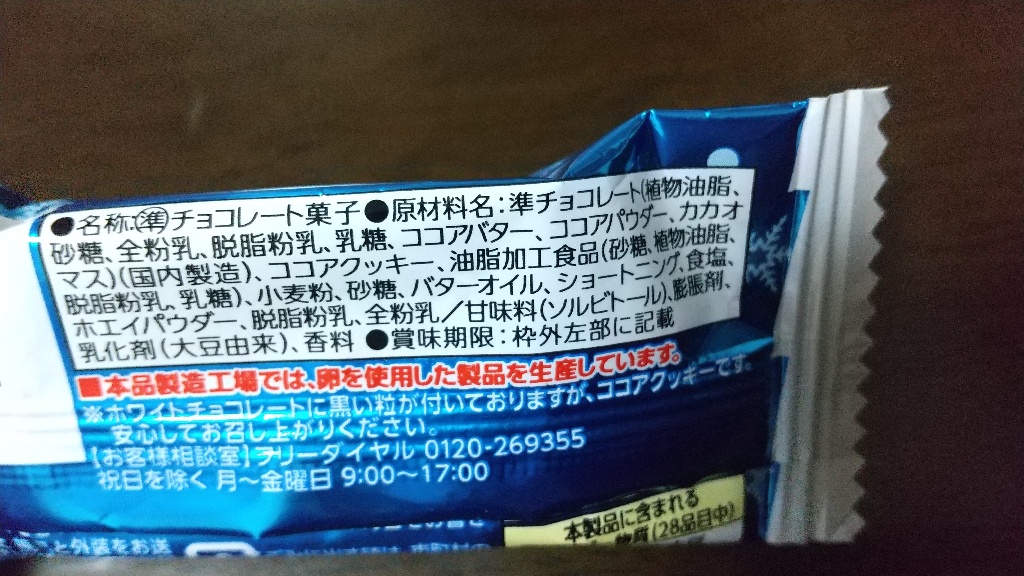 ●名称:㊟チョコレート菓子 ●原材料名:準チョコレート(植物油脂、
砂糖、全粉乳、脱脂粉乳、乳糖、ココアバター、ココアパウダー、カカオ
マス)(国内製造)、ココアクッキー、油脂加工食品(砂糖、植物油脂、
脱脂粉乳、乳糖)、小麦粉、砂糖、バターオイル、ショートニング、食塩、
ホエイパウダー、脱脂粉乳、全粉乳/甘味料(ソルビトール)、膨脹剤、
乳化剤(大豆由来)、香料 ●賞味期限:枠外左部に記載
■本品製造工場では、卵を使用した製品を生産しています。
※ホワイトチョコレートに黒い粒が付いておりますが、ココアクッキーです。
安心してお召し上がりください。
【お客様相談室】フリーダイヤル 0120-269355
祝日を除く 月〜金曜日 9:00〜17:00
本製品に含まれる
物質(28品目中)
と外装をお送